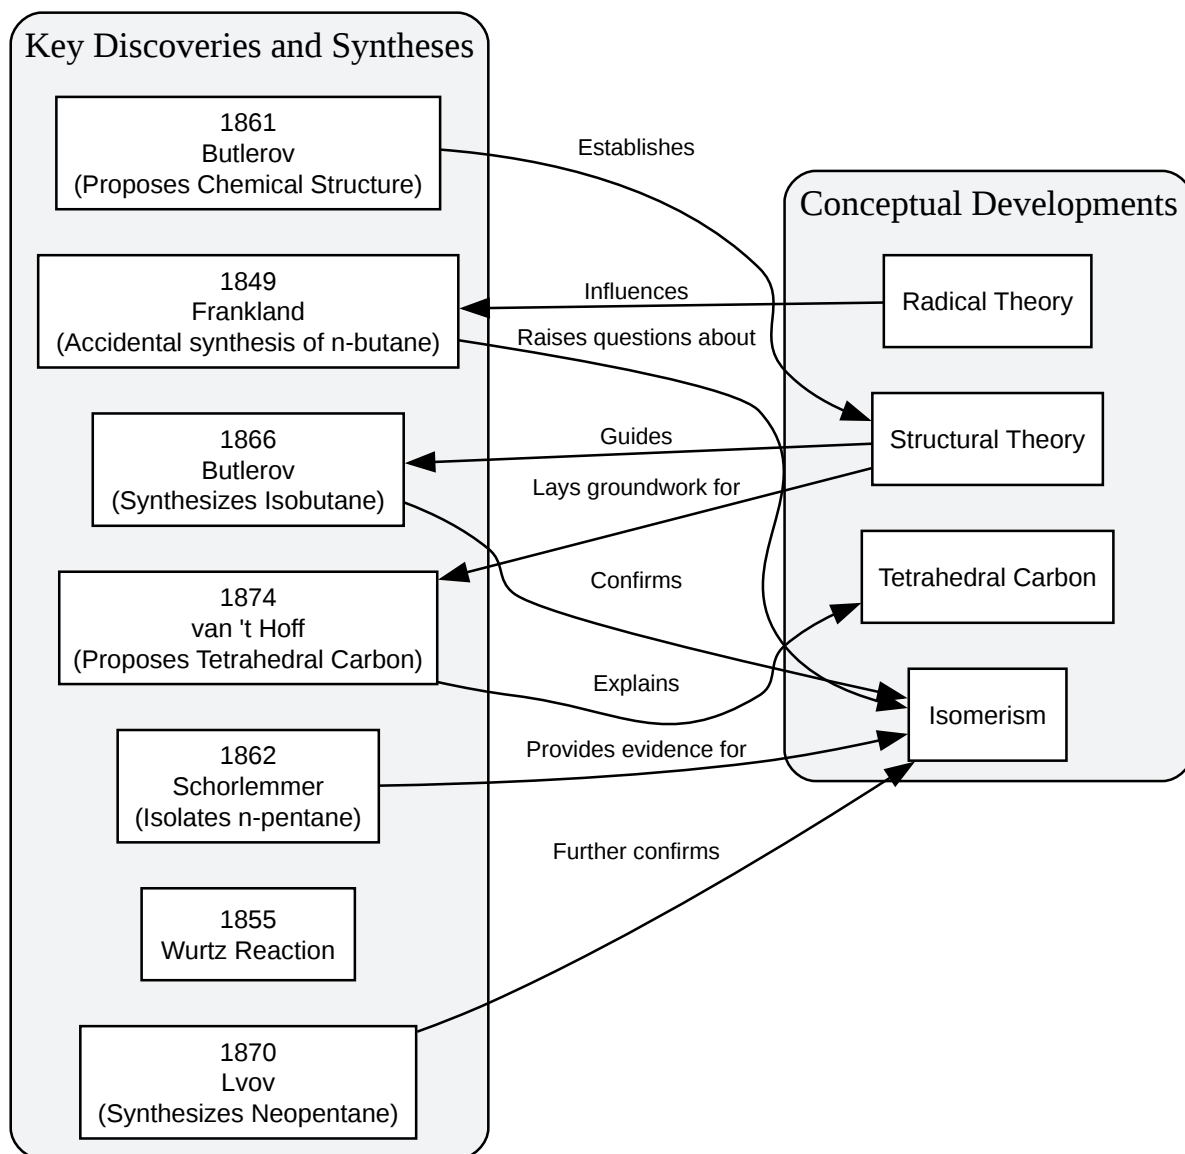 Key Discoveries and Syntheses
1861
Butlerov
(Proposes Chemical Structure)
1849
Frankland
(Accidental synthesis of n-butane)
1866
Butlerov
(Synthesizes Isobutane)
1874
van 't Hoff
(Proposes Tetrahedral Carbon)
1862
Schorlemmer
(Isolates n-pentane)
1855
Wurtz Reaction
1870
Lvov
(Synthesizes Neopentane)
Establishes
Influences
Raises questions about
Guides
Lays groundwork for
Confirms
Explains
Provides evidence for
Further confirms
Conceptual Developments
Radical Theory
Structural Theory
Tetrahedral Carbon
Isomerism